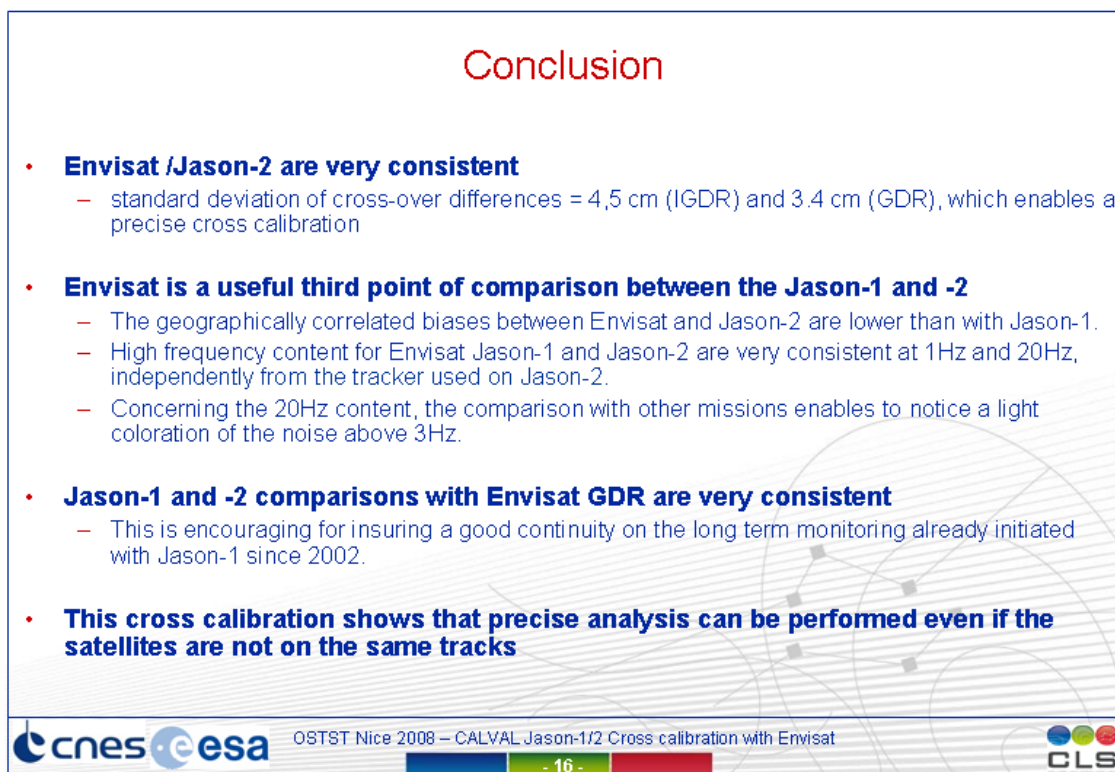 Conclusion
• Envisat /Jason-2 are very consistent
– standard deviation of cross-over differences = 4,5 cm (IGDR) and 3.4 cm (GDR), which enables a
precise cross calibration
• Envisat is a useful third point of comparison between the Jason-1 and -2
– The geographically correlated biases between Envisat and Jason-2 are lower than with Jason-1.
– High frequency content for Envisat Jason-1 and Jason-2 are very consistent at 1Hz and 20Hz,
independently from the tracker used on Jason-2.
– Concerning the 20Hz content, the comparison with other missions enables to notice a light
coloration of the noise above 3Hz.
• Jason-1 and -2 comparisons with Envisat GDR are very consistent
– This is encouraging for insuring a good continuity on the long term monitoring already initiated
with Jason-1 since 2002.
• This cross calibration shows that precise analysis can be performed even if the
satellites are not on the same tracks
cnes esa
OSTST Nice 2008 – CALVAL Jason-1/2 Cross calibration with Envisat
- 16 -
CLS